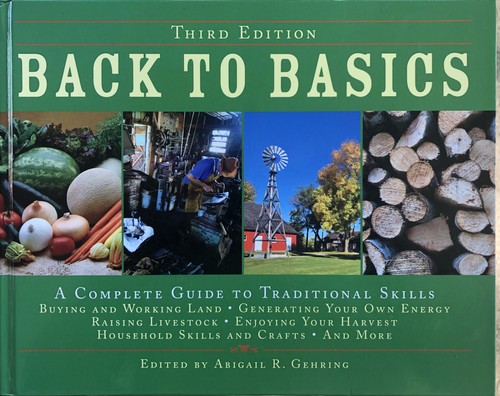 Third Edition
BACK TO BASICS
A Complete Guide to Traditional Skills
Buying and Working Land • Generating Your Own Energy
Raising Livestock • Enjoying Your Harvest
Household Skills and Crafts • And More
Edited by Abigail R. Gehring